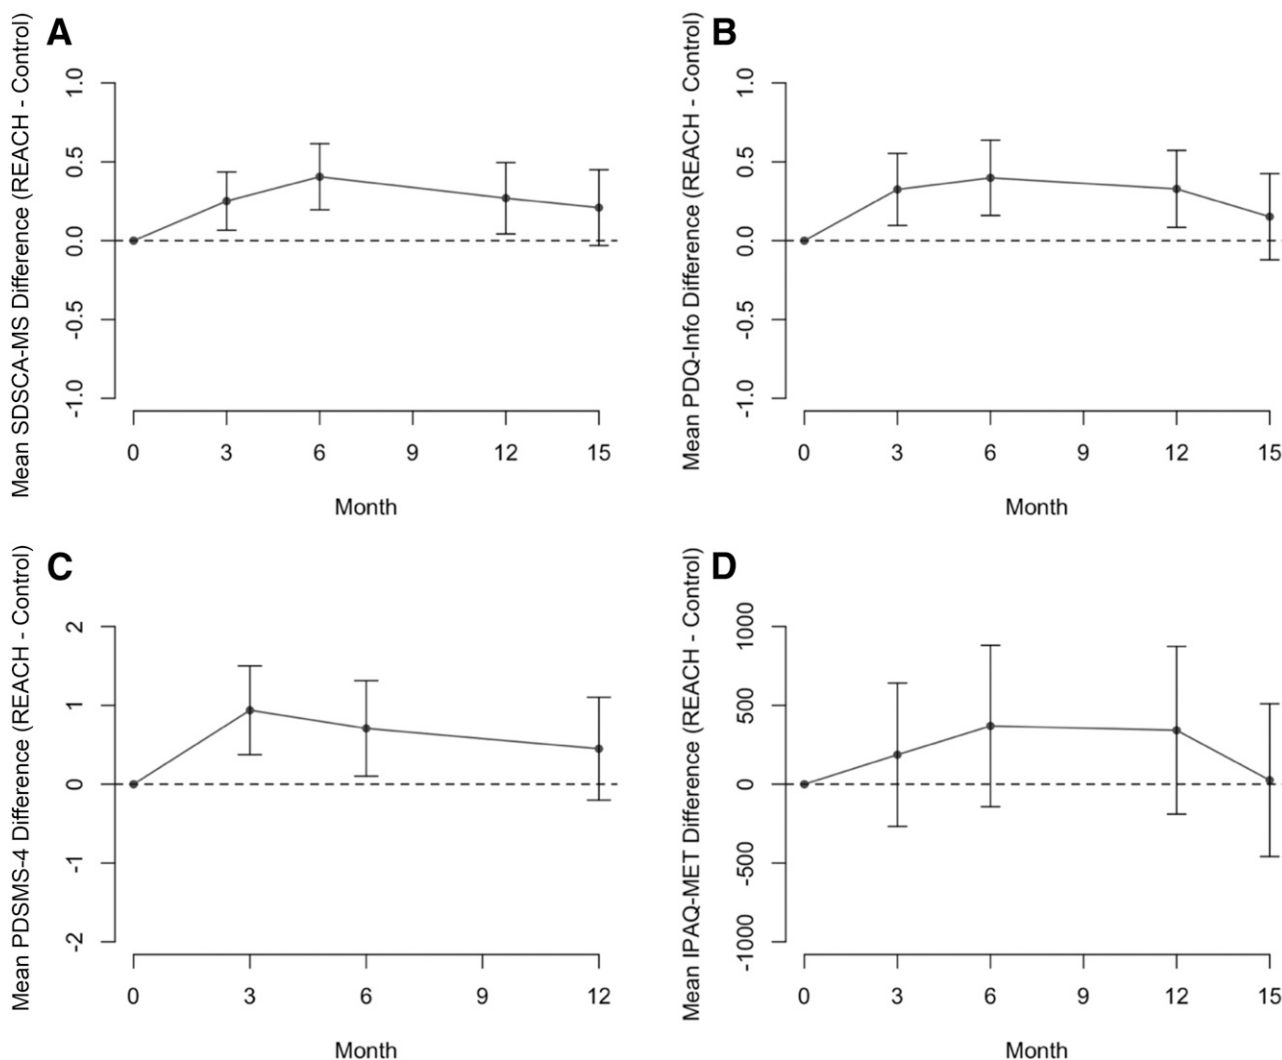 A
Mean SDSCA-MS Difference (REACH - Control)
1.0
0.5
0.0
-0.5
-1.0
0 3 6 9 12 15
Month
B
Mean PDQ-Info Difference (REACH - Control)
1.0
0.5
0.0
-0.5
-1.0
0 3 6 9 12 15
Month
C
Mean PDSMS-4 Difference (REACH - Control)
2
1
0
-1
-2
0 3 6 9 12
Month
D
Mean IPAQ-MET Difference (REACH - Control)
1000
500
0
-500
-1000
0 3 6 9 12 15
Month